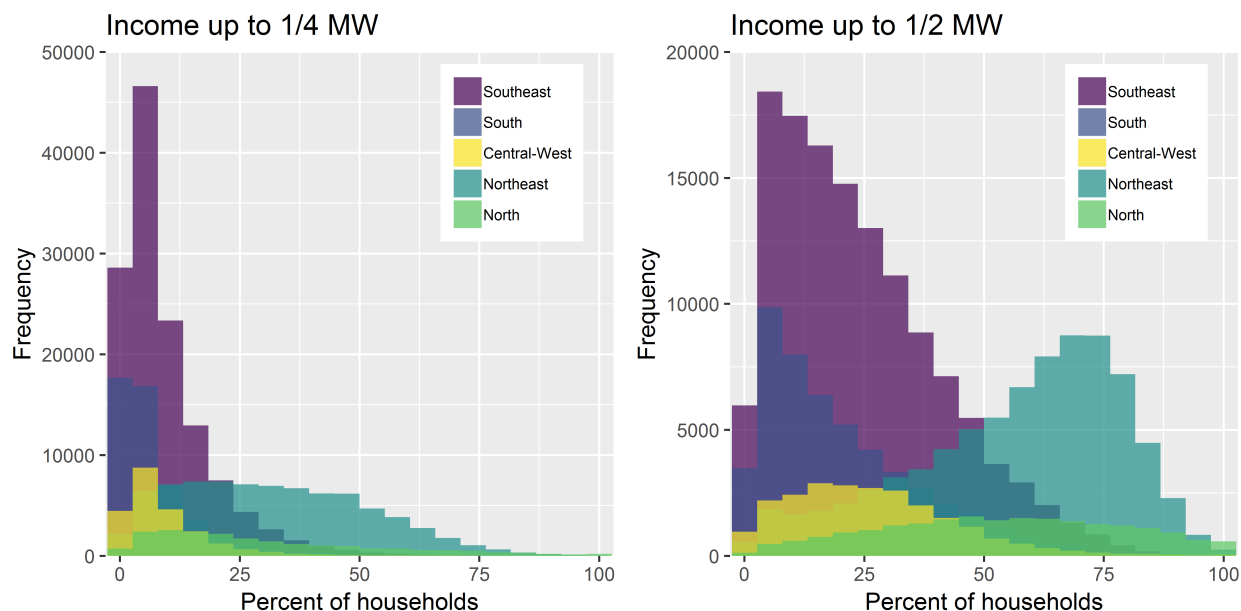 Income up to 1/4 MW
50000
40000
30000
20000
10000
0
Frequency
Southeast
South
Central-West
Northeast
North
0 25 50 75 100
Percent of households
Income up to 1/2 MW
20000
15000
10000
5000
0
Frequency
Southeast
South
Central-West
Northeast
North
0 25 50 75 100
Percent of households